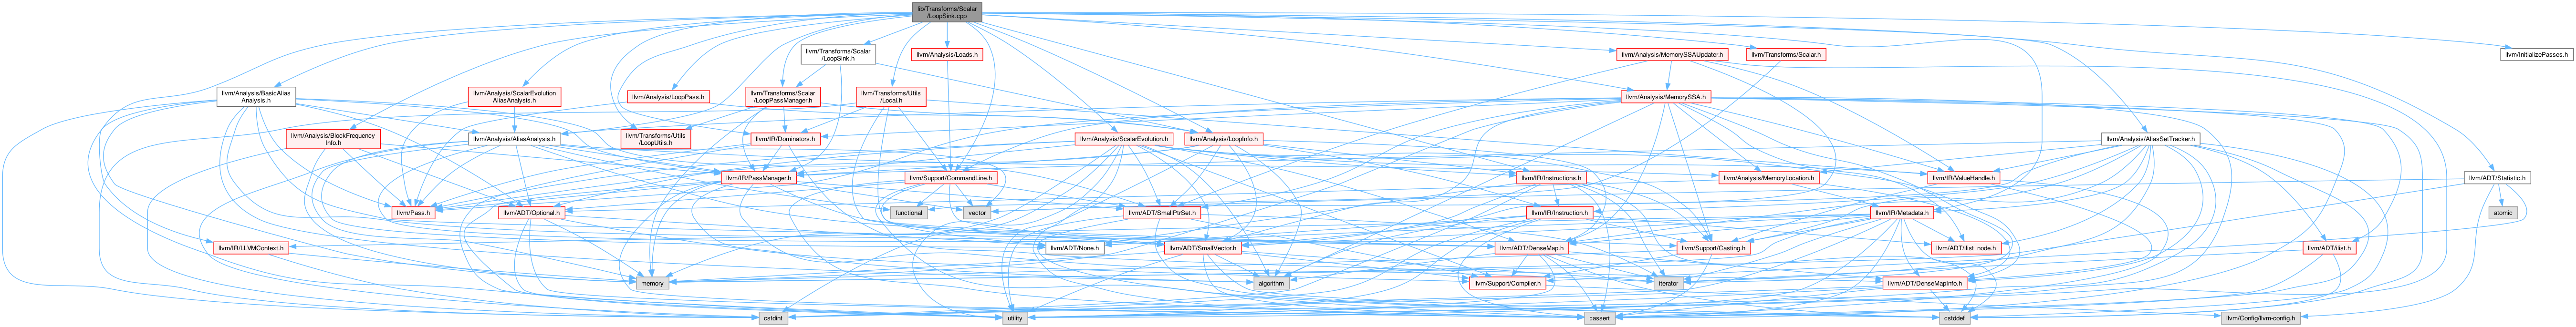 lib/Transforms/Scalar
/LoopSink.cpp
llvm/Transforms/Scalar
/LoopSink.h
llvm/Analysis/Loads.h
llvm/Analysis/MemorySSAUpdater.h
llvm/Transforms/Scalar.h
llvm/InitializePasses.h
llvm/Analysis/BasicAlias
Analysis.h
llvm/Analysis/ScalarEvolution
AliasAnalysis.h
llvm/Analysis/LoopPass.h
llvm/Transforms/Scalar
/LoopPassManager.h
llvm/Transforms/Utils
/Local.h
llvm/Analysis/MemorySSA.h
llvm/Analysis/BlockFrequency
Info.h
llvm/Analysis/AliasAnalysis.h
llvm/Transforms/Utils
/LoopUtils.h
llvm/IR/Dominators.h
llvm/Analysis/ScalarEvolution.h
llvm/Analysis/LoopInfo.h
llvm/Analysis/AliasSetTracker.h
llvm/IR/PassManager.h
llvm/Support/CommandLine.h
llvm/IR/Instructions.h
llvm/Analysis/MemoryLocation.h
llvm/IR/ValueHandle.h
llvm/ADT/Statistic.h
llvm/Pass.h
llvm/ADT/Optional.h
functional
vector
llvm/ADT/SmallPtrSet.h
llvm/IR/Instruction.h
llvm/IR/Metadata.h
atomic
llvm/IR/LLVMContext.h
llvm/ADT/None.h
llvm/ADT/SmallVector.h
llvm/ADT/DenseMap.h
llvm/Support/Casting.h
llvm/ADT/ilist_node.h
llvm/ADT/ilist.h
memory
algorithm
llvm/Support/Compiler.h
iterator
llvm/ADT/DenseMapInfo.h
cstdint
utility
cassert
cstddef
llvm/Config/llvm-config.h